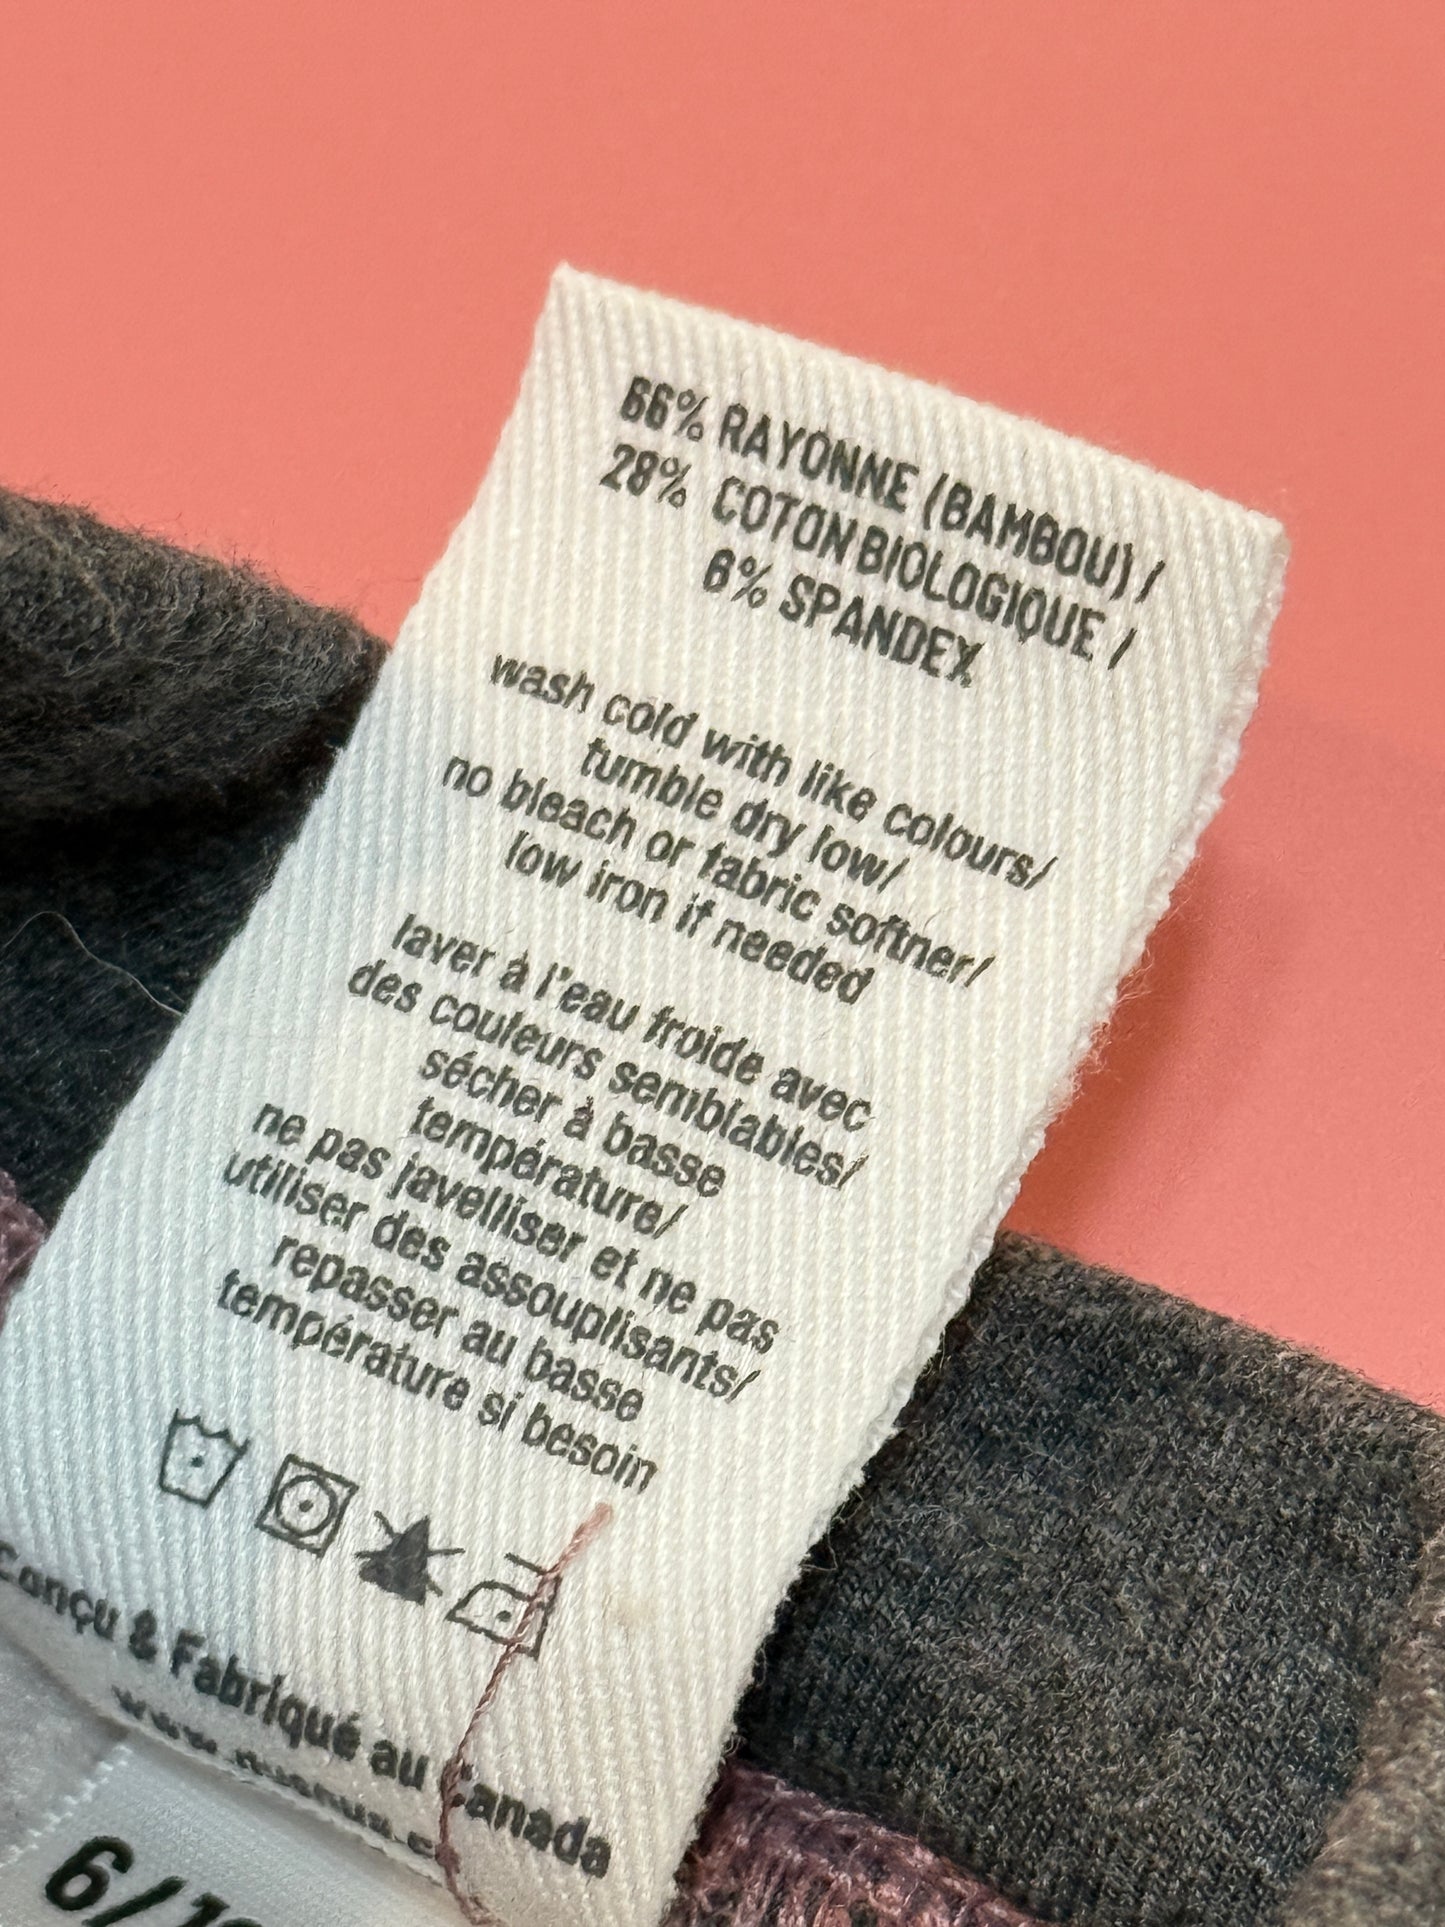 66% RAYONNE (BAMBOU) /
28% COTON BIOLOGIQUE /
6% SPANDEX
wash cold with like colours/
tumble dry low/
no bleach or fabric softner/
low iron if needed
laver à l'eau froide avec
des couleurs semblables/
sécher à basse
température/
ne pas javelliser et ne pas
utiliser des assouplisants/
repasser au basse
température si besoin
Conçu & Fabriqué au Canada